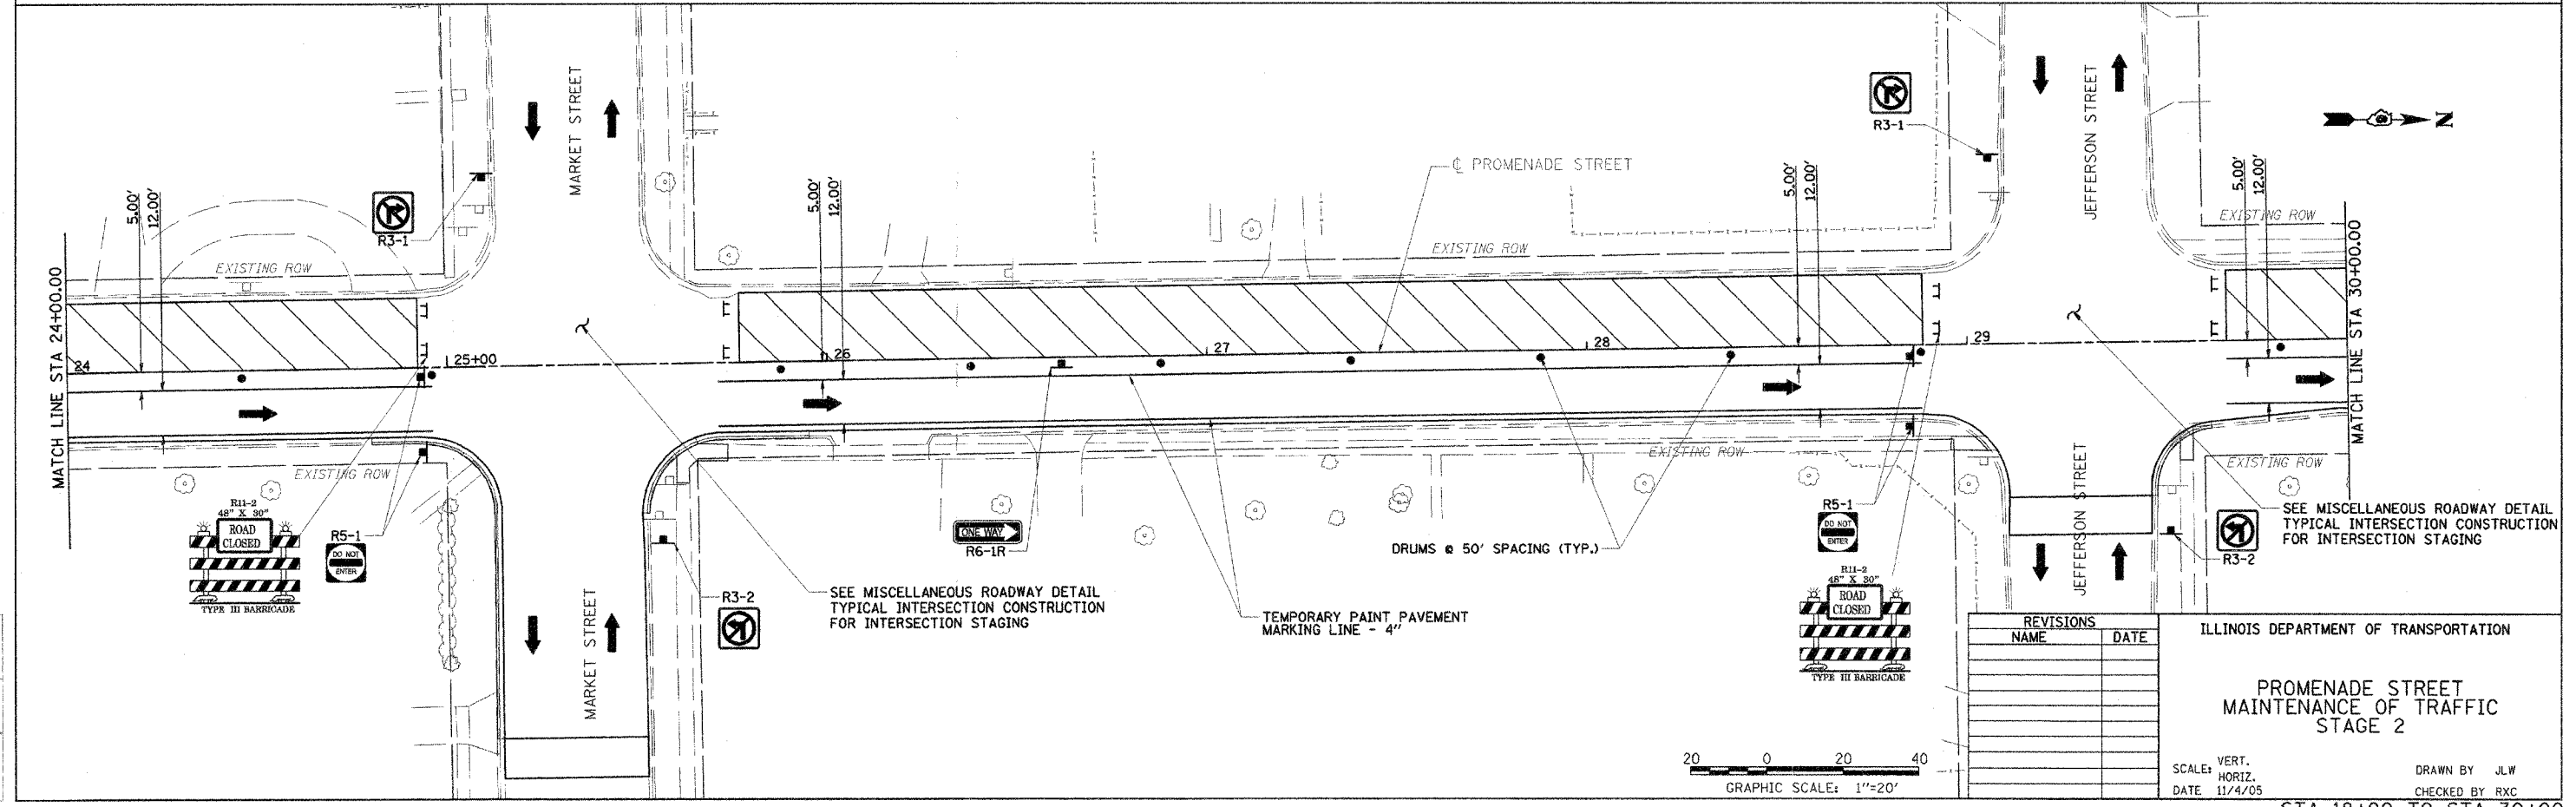 MARKET STREET
R3-1
5.00'
12.00'
EXISTING ROW
MATCH LINE STA 24+00.00
24
25+00
EXISTING ROW
R11-2
48" X 30"
ROAD
CLOSED
TYPE III BARRICADE
R5-1
DO NOT
ENTER
MARKET STREET
R3-2
5.00'
12.00'
26
27
28
29
℄ PROMENADE STREET
EXISTING ROW
ONE WAY
R6-1R
SEE MISCELLANEOUS ROADWAY DETAIL
TYPICAL INTERSECTION CONSTRUCTION
FOR INTERSECTION STAGING
DRUMS @ 50' SPACING (TYP.)
TEMPORARY PAINT PAVEMENT
MARKING LINE - 4"
EXISTING ROW
5.00'
12.00'
R3-1
JEFFERSON STREET
N
5.00'
12.00'
EXISTING ROW
MATCH LINE STA 30+00.00
EXISTING ROW
R5-1
DO NOT
ENTER
R11-2
48" X 30"
ROAD
CLOSED
TYPE III BARRICADE
JEFFERSON STREET
R3-2
SEE MISCELLANEOUS ROADWAY DETAIL
TYPICAL INTERSECTION CONSTRUCTION
FOR INTERSECTION STAGING
20 0 20 40
GRAPHIC SCALE: 1"=20'
REVISIONS
NAME DATE
ILLINOIS DEPARTMENT OF TRANSPORTATION
PROMENADE STREET
MAINTENANCE OF TRAFFIC
STAGE 2
SCALE: VERT.
HORIZ.
DATE 11/4/05
DRAWN BY JLW
CHECKED BY RXC